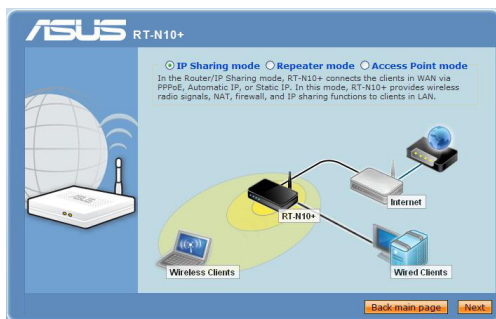 /SUS RT-N10+
IP Sharing mode Repeater mode Access Point mode
In the Router/IP Sharing mode, RT-N10+ connects the clients in WAN via
PPPoE, Automatic IP, or Static IP. In this mode, RT-N10+ provides wireless
radio signals, NAT, firewall, and IP sharing functions to clients in LAN.
/SUS
Internet
RT-N10+
Wireless Clients
Wired Clients
Back main page
Next